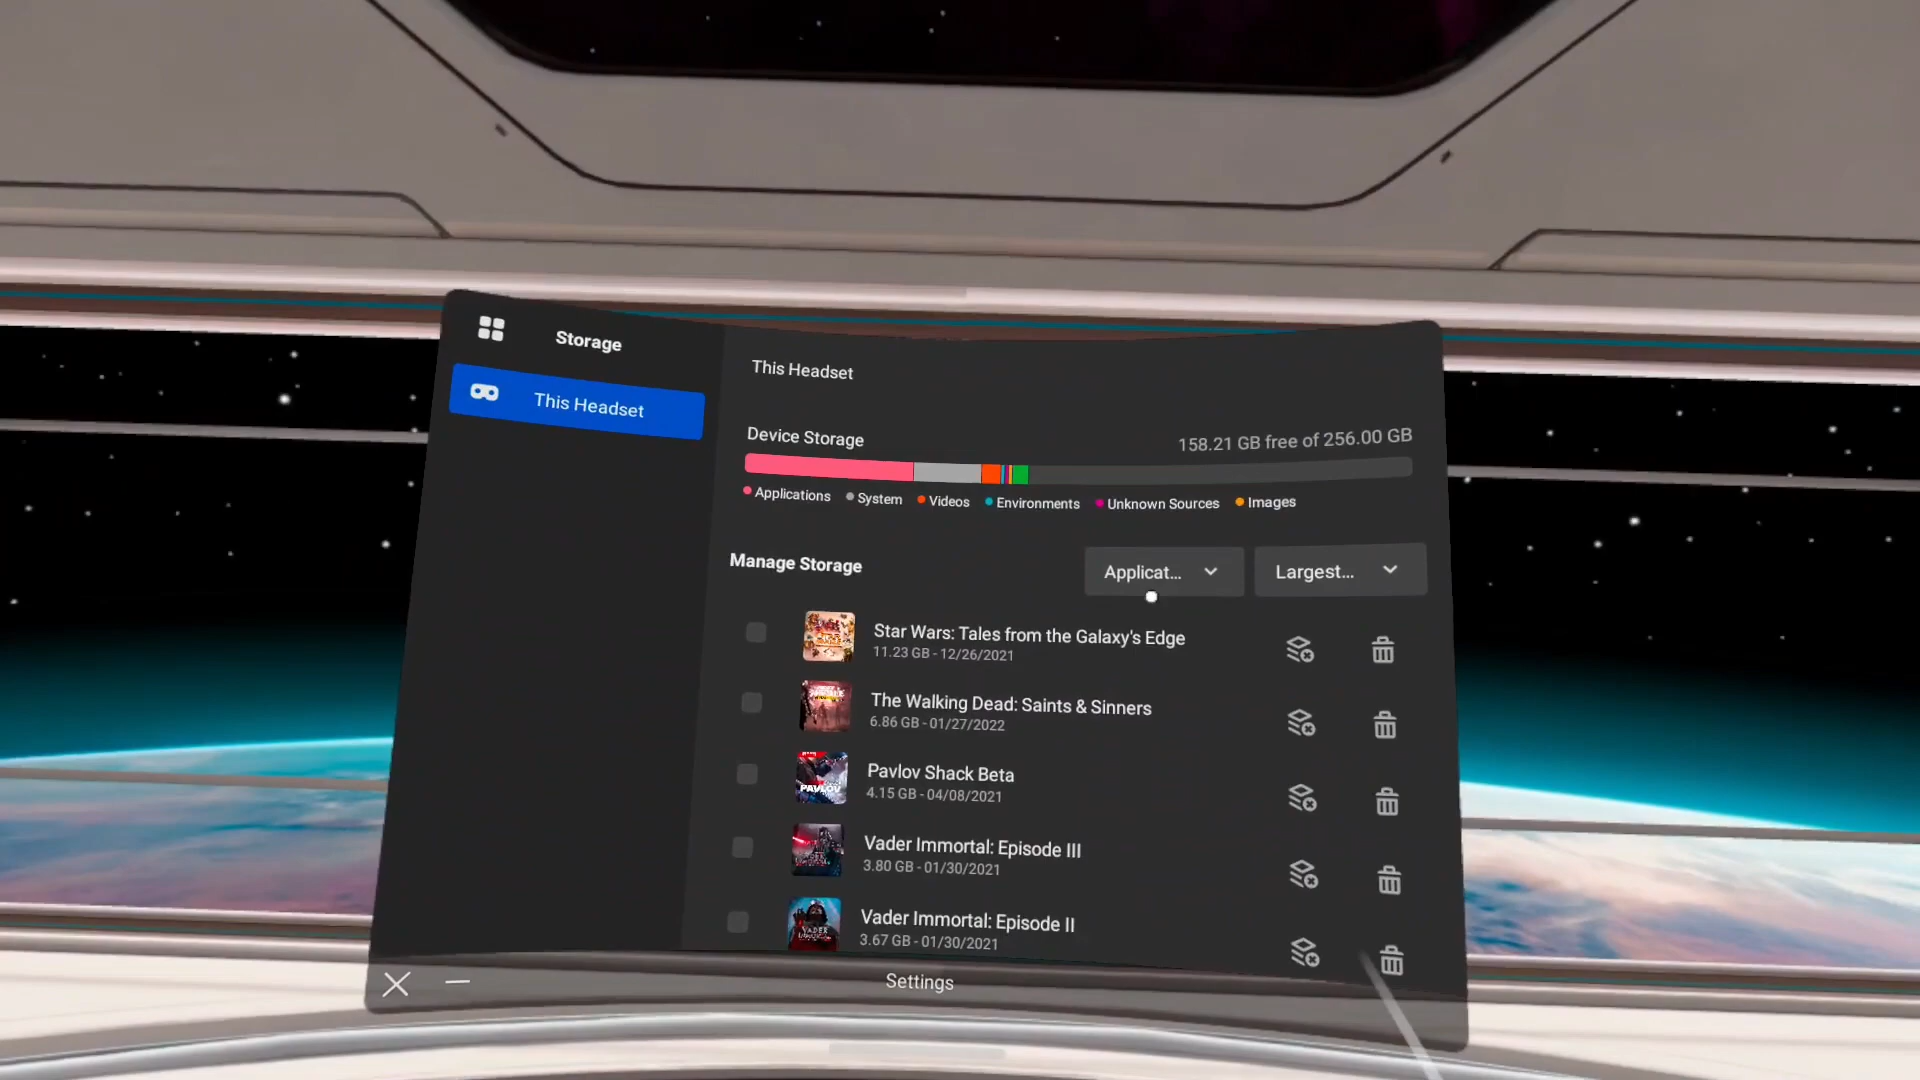 Storage
This Headset
This Headset
Device Storage
158.21 GB free of 256.00 GB
Applications System Videos Environments Unknown Sources Images
Manage Storage
Applicat...
Largest...
Star Wars: Tales from the Galaxy's Edge
11.23 GB - 12/26/2021
The Walking Dead: Saints & Sinners
6.86 GB - 01/27/2022
Pavlov Shack Beta
4.15 GB - 04/08/2021
PAVLOV
Vader Immortal: Episode III
3.80 GB - 01/30/2021
Vader Immortal: Episode II
3.67 GB - 01/30/2021
VADER
Settings